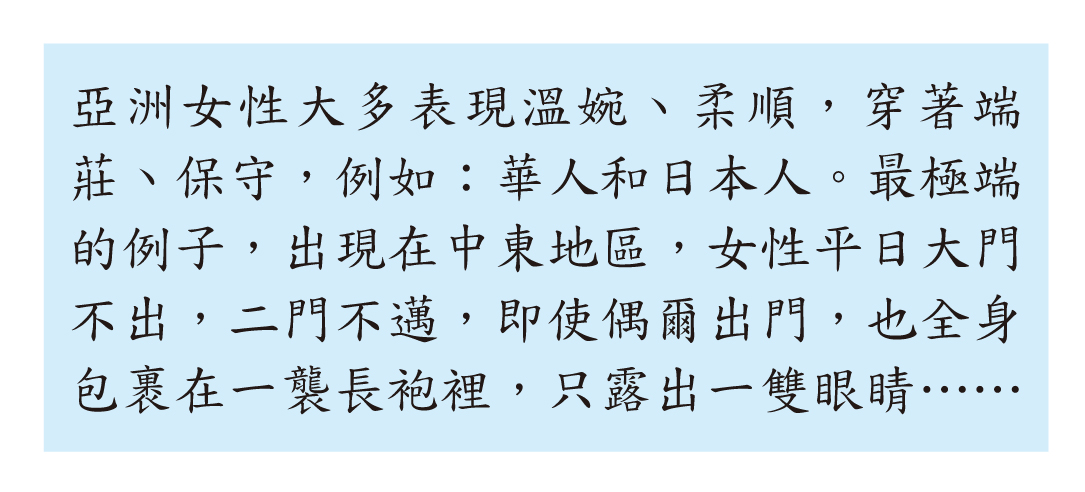 亞洲女性大多表現溫婉、柔順，穿著端
莊、保守，例如：華人和日本人。最極端
的例子，出現在中東地區，女性平日大門
不出，二門不邁，即使偶爾出門，也全身
包裹在一襲長袍裡，只露出一雙眼睛……